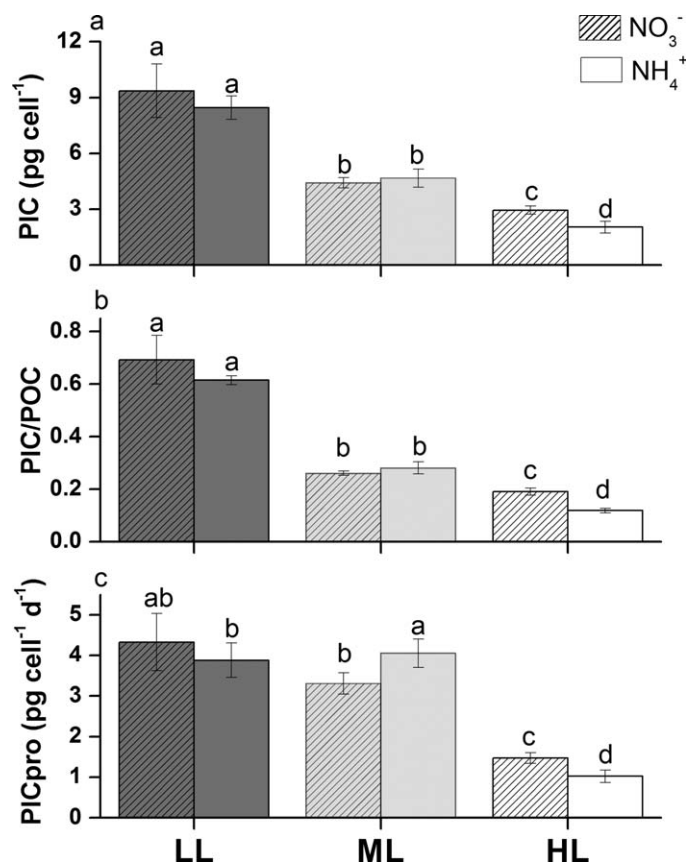 a
NO₃⁻
NH₄⁺
PIC (pg cell⁻¹)
12
9
6
3
0
a a b b c d
b
PIC/POC
0.8
0.6
0.4
0.2
0.0
a a b b c d
c
PICpro (pg cell⁻¹ d⁻¹)
5
4
3
2
1
0
ab b b a c d
LL ML HL